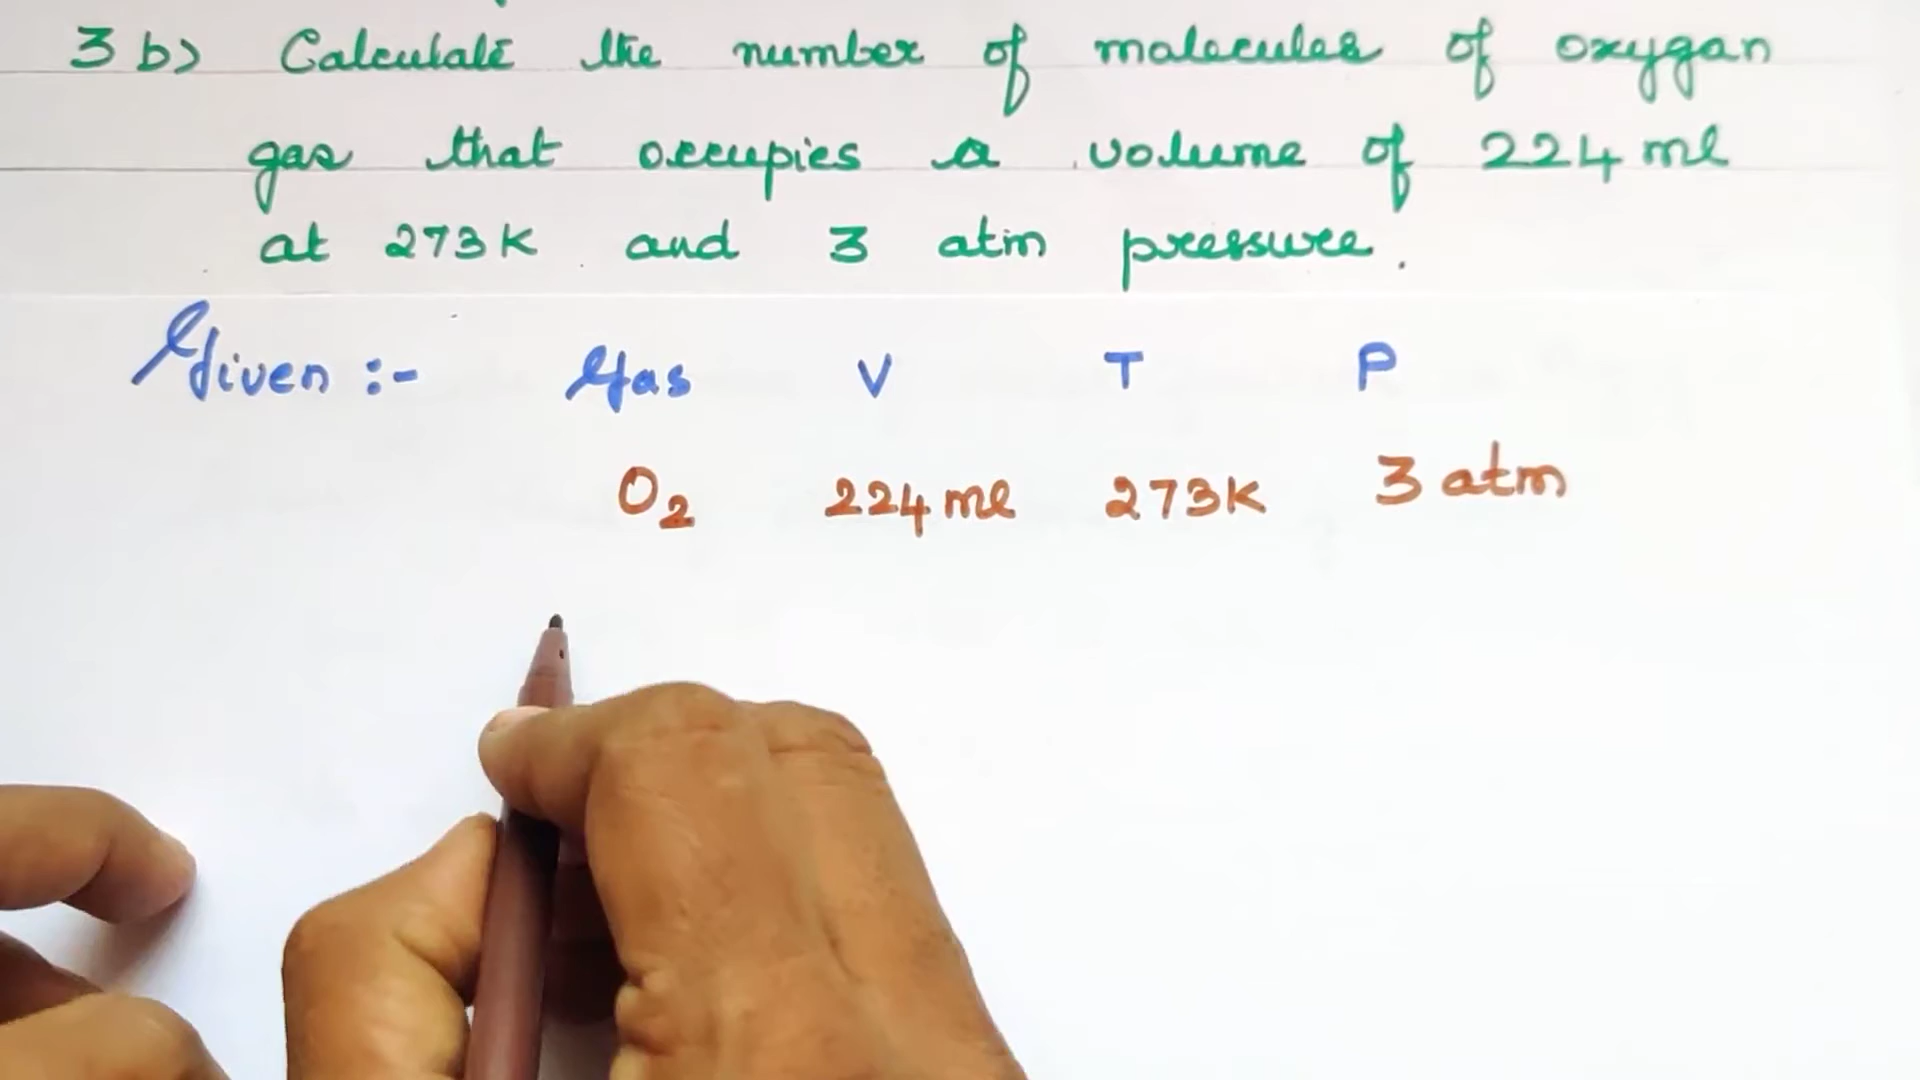 3 b) Calculate the number of molecules of oxygan
gas that occupies a volume of 224 ml
at 273K and 3 atm pressure.
Given :- Gas V T P
O2 224 ml 273K 3 atm